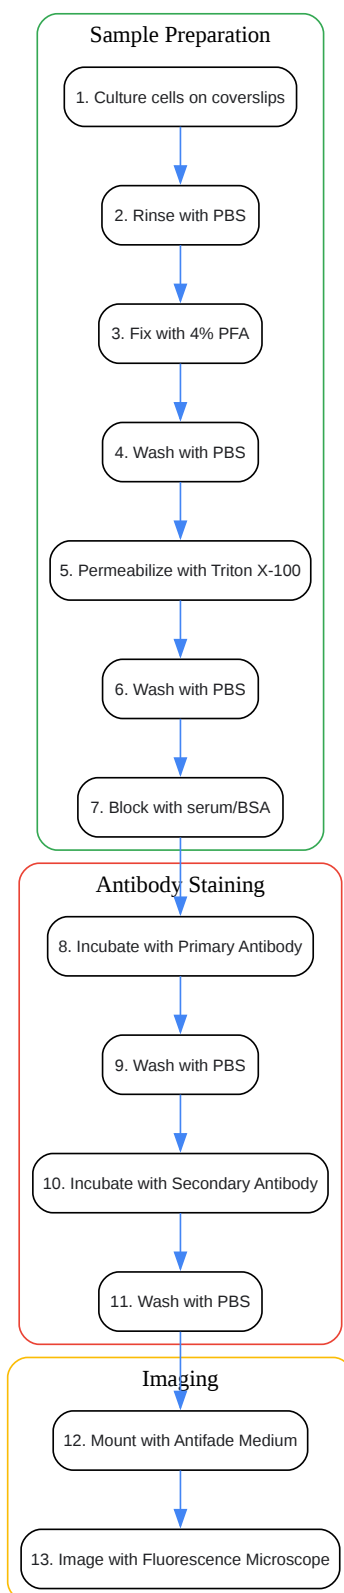 Sample Preparation
1. Culture cells on coverslips
2. Rinse with PBS
3. Fix with 4% PFA
4. Wash with PBS
5. Permeabilize with Triton X-100
6. Wash with PBS
7. Block with serum/BSA
Antibody Staining
8. Incubate with Primary Antibody
9. Wash with PBS
10. Incubate with Secondary Antibody
11. Wash with PBS
Imaging
12. Mount with Antifade Medium
13. Image with Fluorescence Microscope